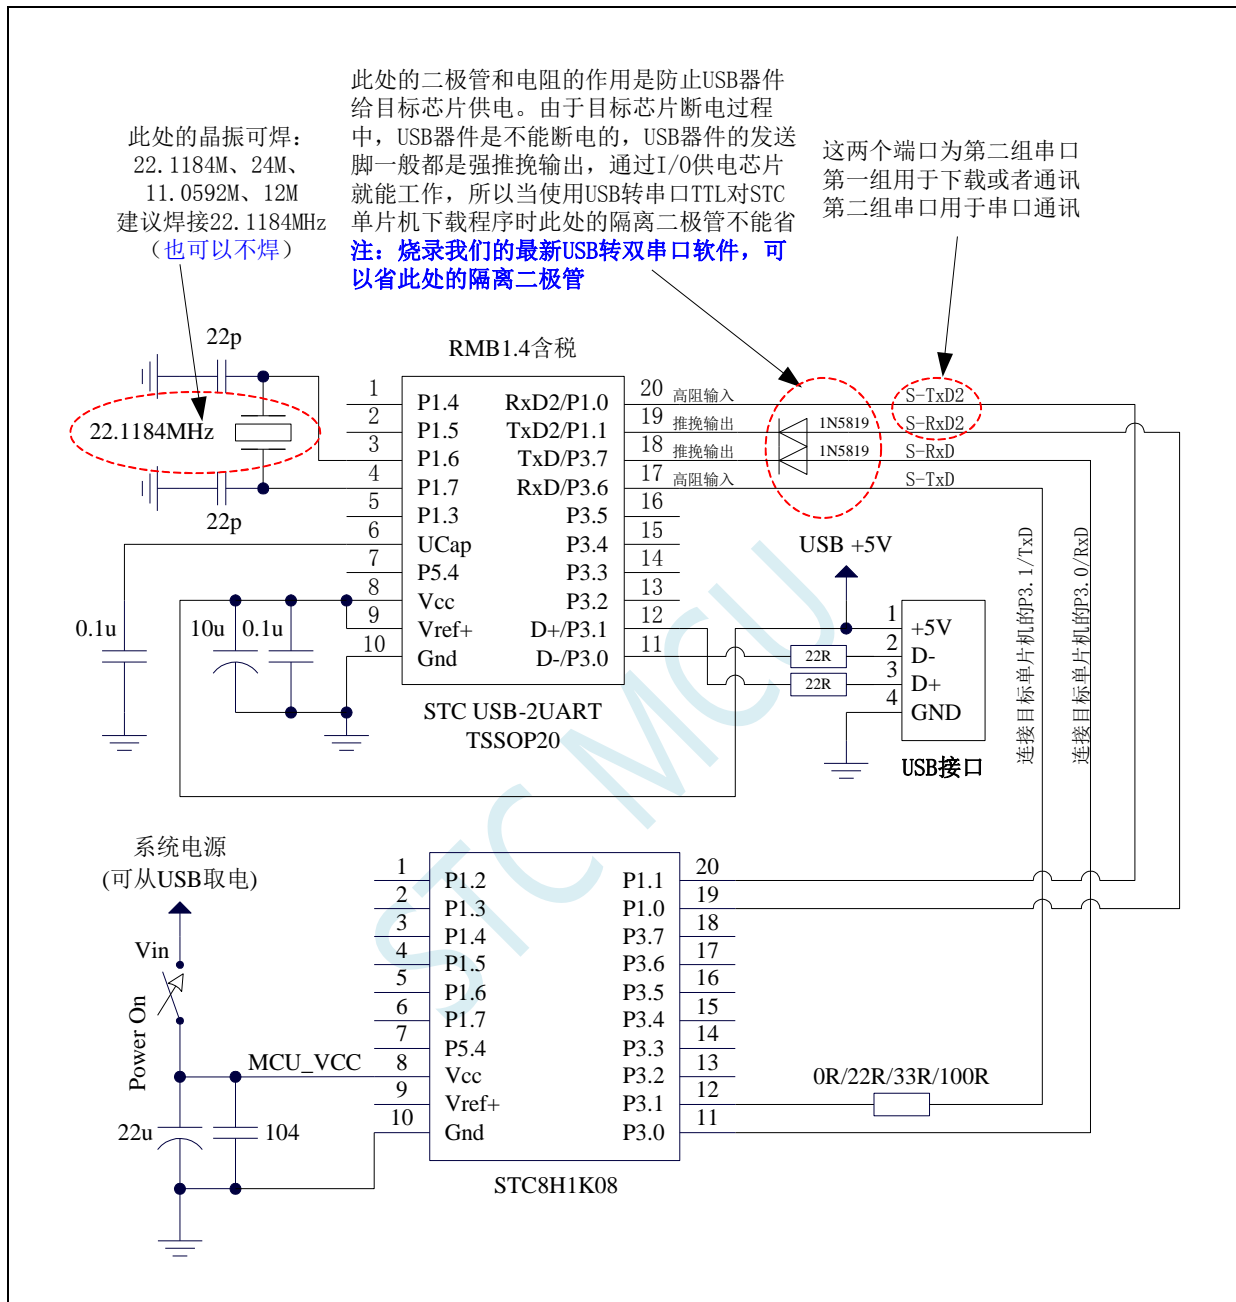 此处的二极管和电阻的作用是防止USB器件
给目标芯片供电。由于目标芯片断电过程
中，USB器件是不能断电的，USB器件的发送
脚一般都是强推挽输出，通过I/O供电芯片
就能工作，所以当使用USB转串口TTL对STC
单片机下载程序时此处的隔离二极管不能省
注：烧录我们的最新USB转双串口软件，可
以省此处的隔离二极管
此处的晶振可焊：
22.1184M、24M、
11.0592M、12M
建议焊接22.1184MHz
（也可以不焊）
这两个端口为第二组串口
第一组用于下载或者通讯
第二组串口用于串口通讯
22p
22.1184MHz
22p
RMB1.4含税
1 P1.4
2 P1.5
3 P1.6
4 P1.7
5 P1.3
6 UCap
7 P5.4
8 Vcc
9 Vref+
10 Gnd
RxD2/P1.0 20 高阻输入 S-TxD2
TxD2/P1.1 19 推挽输出 1N5819 S-RxD2
TxD/P3.7 18 推挽输出 1N5819 S-RxD
RxD/P3.6 17 高阻输入 S-TxD
P3.5 16
P3.4 15
P3.3 14
P3.2 13
D+/P3.1 12
D-/P3.0 11
STC USB-2UART
TSSOP20
0.1u
10u
0.1u
USB +5V
22R
22R
1 +5V
2 D-
3 D+
4 GND
USB接口
连接目标单片机的P3.1/TxD
连接目标单片机的P3.0/RxD
STC MCU
系统电源
(可从USB取电)
Vin
Power On
MCU_VCC
22u
104
1 P1.2
2 P1.3
3 P1.4
4 P1.5
5 P1.6
6 P1.7
7 P5.4
8 Vcc
9 Vref+
10 Gnd
P1.1 20
P1.0 19
P3.7 18
P3.6 17
P3.5 16
P3.4 15
P3.3 14
P3.2 13
P3.1 12
P3.0 11
0R/22R/33R/100R
STC8H1K08